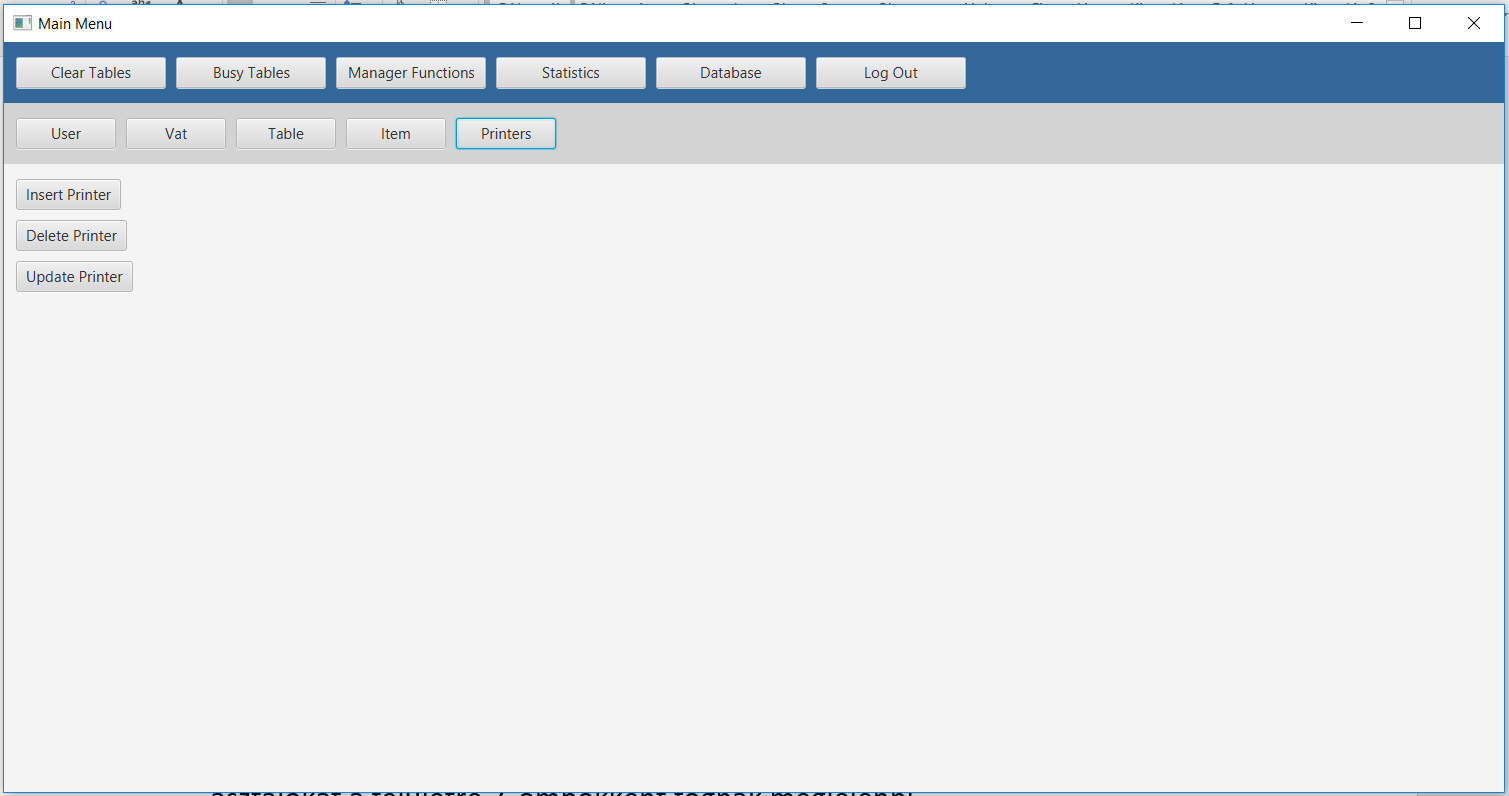 Main Menu
Clear Tables Busy Tables Manager Functions Statistics Database Log Out
User Vat Table Item Printers
Insert Printer
Delete Printer
Update Printer